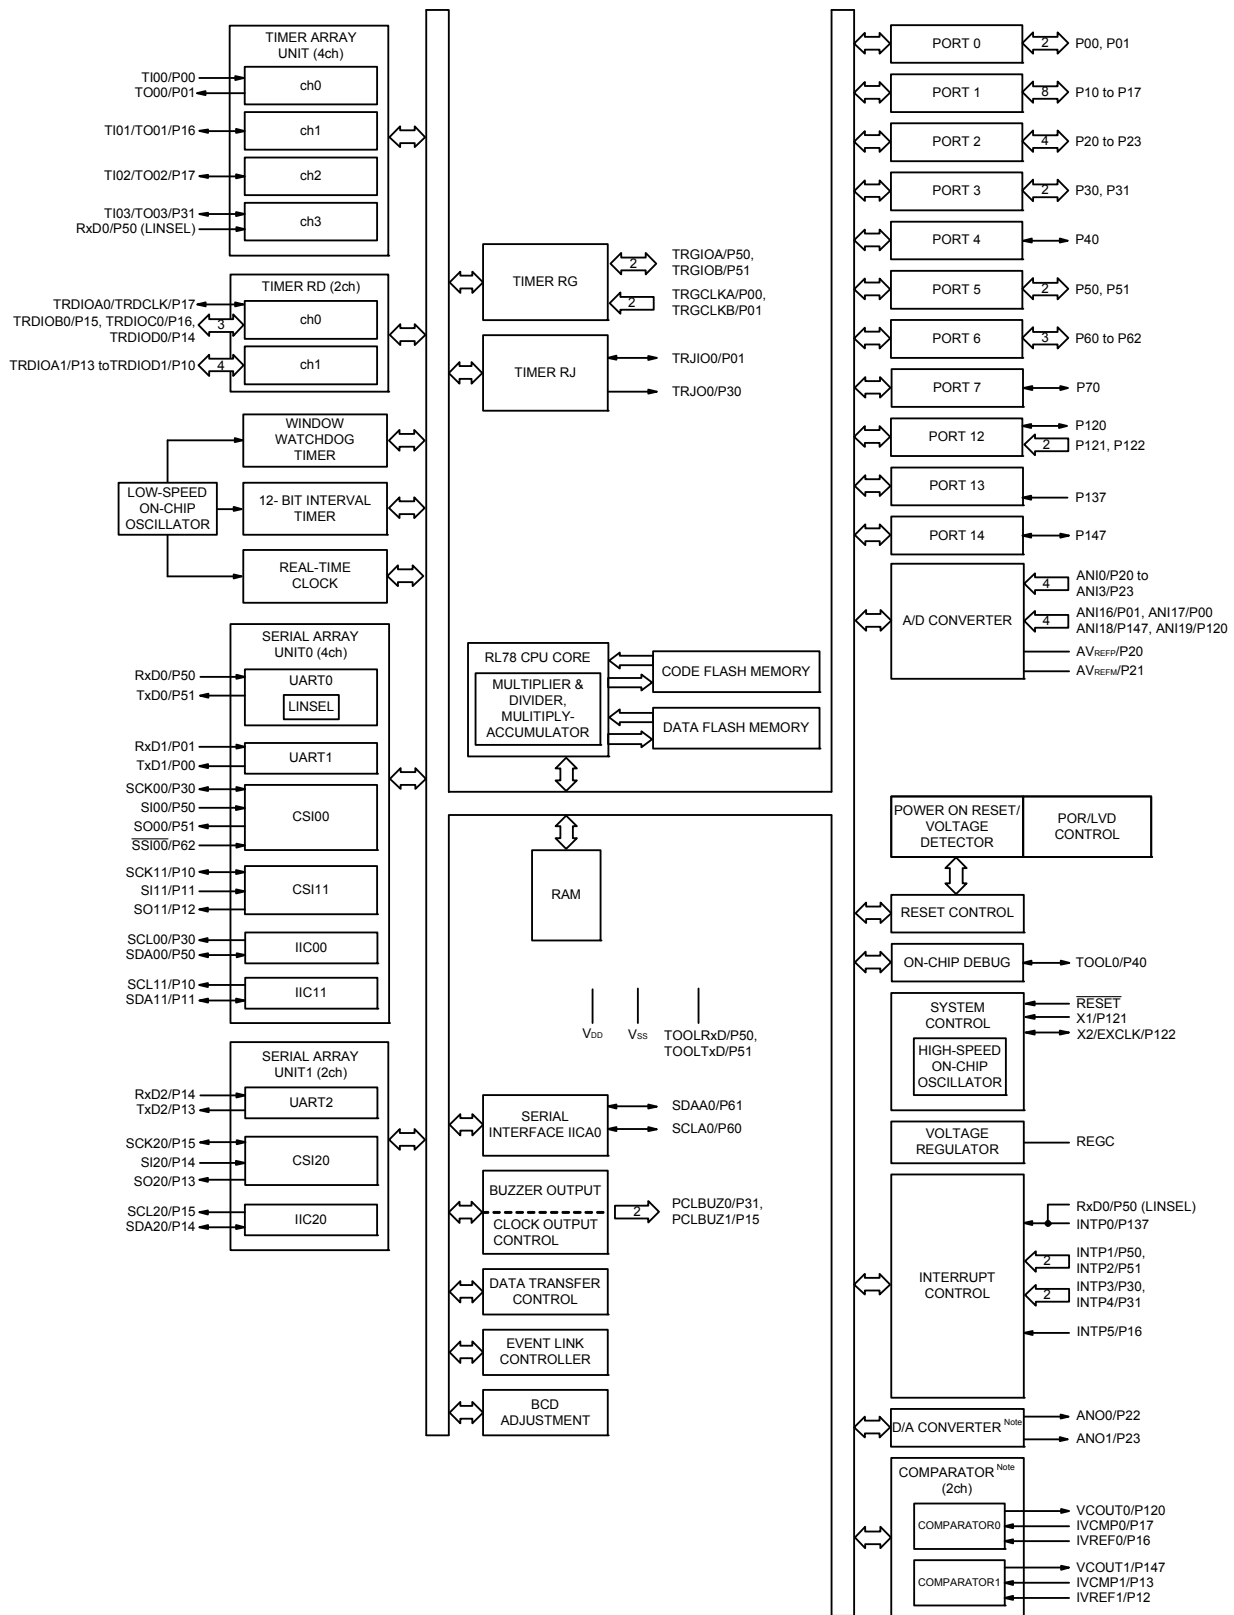 TIMER ARRAY
UNIT (4ch)
TI00/P00
TO00/P01
ch0
TI01/TO01/P16
ch1
TI02/TO02/P17
ch2
TI03/TO03/P31
RxD0/P50 (LINSEL)
ch3
TIMER RD (2ch)
TRDIOA0/TRDCLK/P17
TRDIOB0/P15, TRDIOC0/P16,
TRDIOD0/P14
3
ch0
TRDIOA1/P13 toTRDIOD1/P10
4
ch1
WINDOW
WATCHDOG
TIMER
LOW-SPEED
ON-CHIP
OSCILLATOR
12- BIT INTERVAL
TIMER
REAL-TIME
CLOCK
SERIAL ARRAY
UNIT0 (4ch)
RxD0/P50
TxD0/P51
UART0
LINSEL
RxD1/P01
TxD1/P00
UART1
SCK00/P30
SI00/P50
SO00/P51
SSI00/P62
CSI00
SCK11/P10
SI11/P11
SO11/P12
CSI11
SCL00/P30
SDA00/P50
IIC00
SCL11/P10
SDA11/P11
IIC11
SERIAL ARRAY
UNIT1 (2ch)
RxD2/P14
TxD2/P13
UART2
SCK20/P15
SI20/P14
SO20/P13
CSI20
SCL20/P15
SDA20/P14
IIC20
TIMER RG
2
TRGIOA/P50,
TRGIOB/P51
2
TRGCLKA/P00,
TRGCLKB/P01
TIMER RJ
TRJIO0/P01
TRJO0/P30
RL78 CPU CORE
MULTIPLIER &
DIVIDER,
MULITIPLY-
ACCUMULATOR
CODE FLASH MEMORY
DATA FLASH MEMORY
RAM
VDD
VSS
TOOLRxD/P50,
TOOLTxD/P51
SERIAL
INTERFACE IICA0
SDAA0/P61
SCLA0/P60
BUZZER OUTPUT
CLOCK OUTPUT
CONTROL
2
PCLBUZ0/P31,
PCLBUZ1/P15
DATA TRANSFER
CONTROL
EVENT LINK
CONTROLLER
BCD
ADJUSTMENT
PORT 0
2
P00, P01
PORT 1
8
P10 to P17
PORT 2
4
P20 to P23
PORT 3
2
P30, P31
PORT 4
P40
PORT 5
2
P50, P51
PORT 6
3
P60 to P62
PORT 7
P70
PORT 12
P120
2
P121, P122
PORT 13
P137
PORT 14
P147
A/D CONVERTER
4
ANI0/P20 to
ANI3/P23
4
ANI16/P01, ANI17/P00
ANI18/P147, ANI19/P120
AVREFP/P20
AVREFM/P21
POWER ON RESET/
VOLTAGE
DETECTOR
POR/LVD
CONTROL
RESET CONTROL
ON-CHIP DEBUG
TOOL0/P40
SYSTEM
CONTROL
HIGH-SPEED
ON-CHIP
OSCILLATOR
RESET
X1/P121
X2/EXCLK/P122
VOLTAGE
REGULATOR
REGC
INTERRUPT
CONTROL
RxD0/P50 (LINSEL)
INTP0/P137
2
INTP1/P50,
INTP2/P51
2
INTP3/P30,
INTP4/P31
INTP5/P16
D/A CONVERTER Note
ANO0/P22
ANO1/P23
COMPARATOR Note
(2ch)
COMPARATOR0
VCOUT0/P120
IVCMP0/P17
IVREF0/P16
COMPARATOR1
VCOUT1/P147
IVCMP1/P13
IVREF1/P12